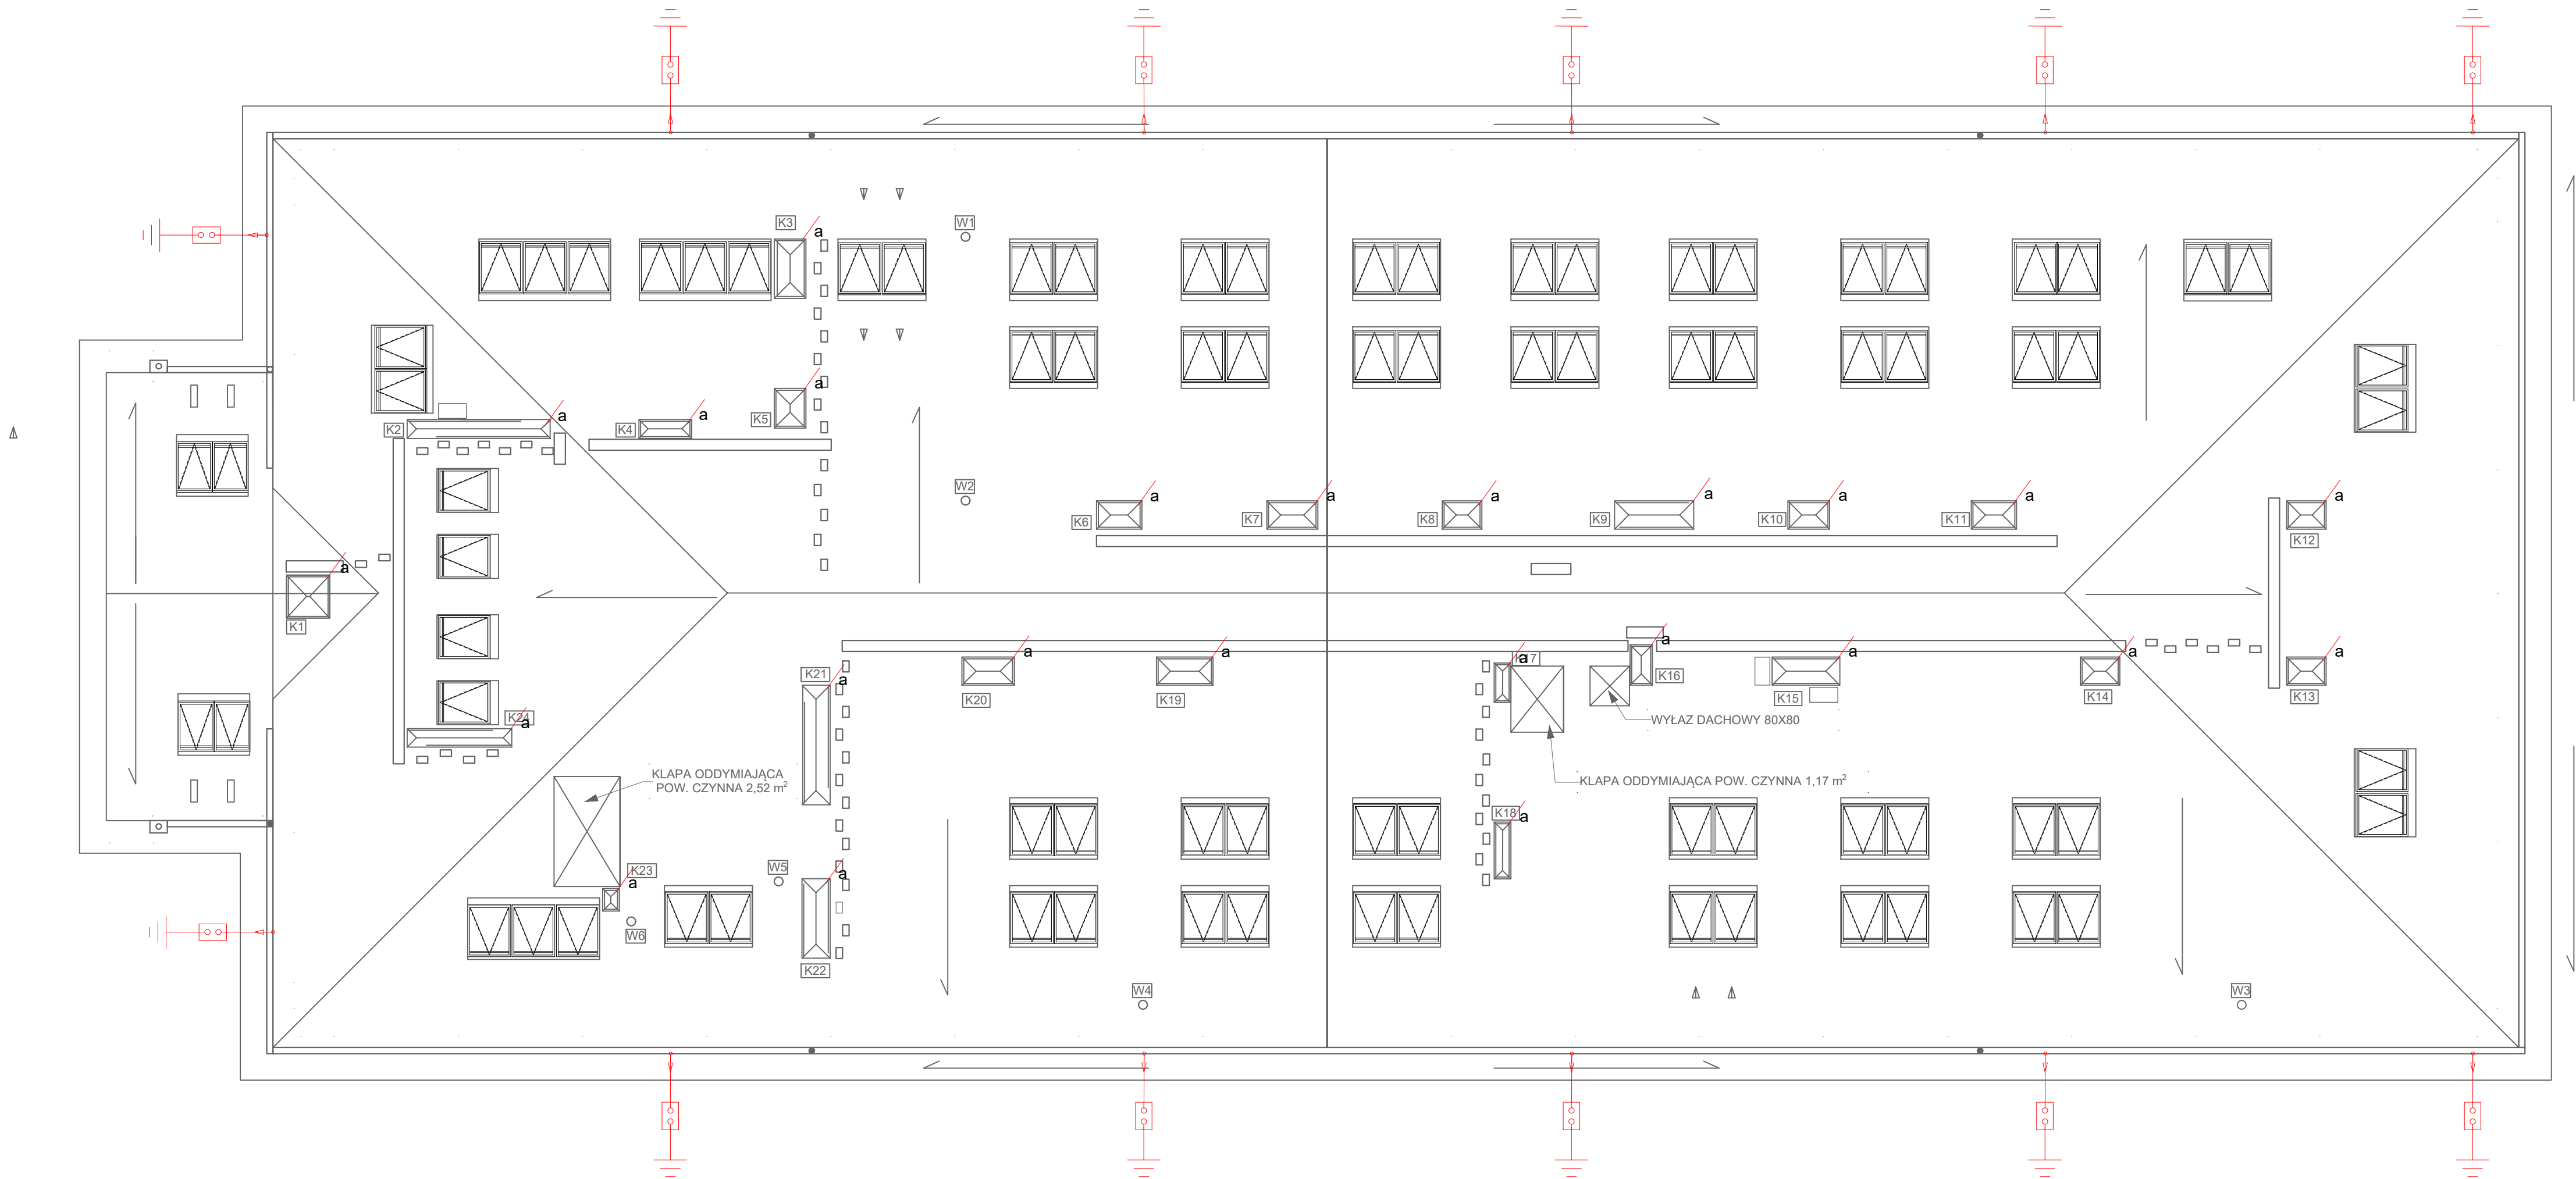 K3
a
W1
K5
a
K2
a
K4
a
W2
K6
a
K7
a
K8
a
K9
a
K10
a
K11
a
K12
a
K1
a
K21
a
K20
a
K19
a
K17
a
K16
a
K15
a
K14
a
K13
a
K24
a
WYŁAZ DACHOWY 80X80
KLAPA ODDYMIAJĄCA
POW. CZYNNA 2,52 m²
KLAPA ODDYMIAJĄCA POW. CZYNNA 1,17 m²
K18
a
K23
a
W5
a
W6
K22
W4
W3